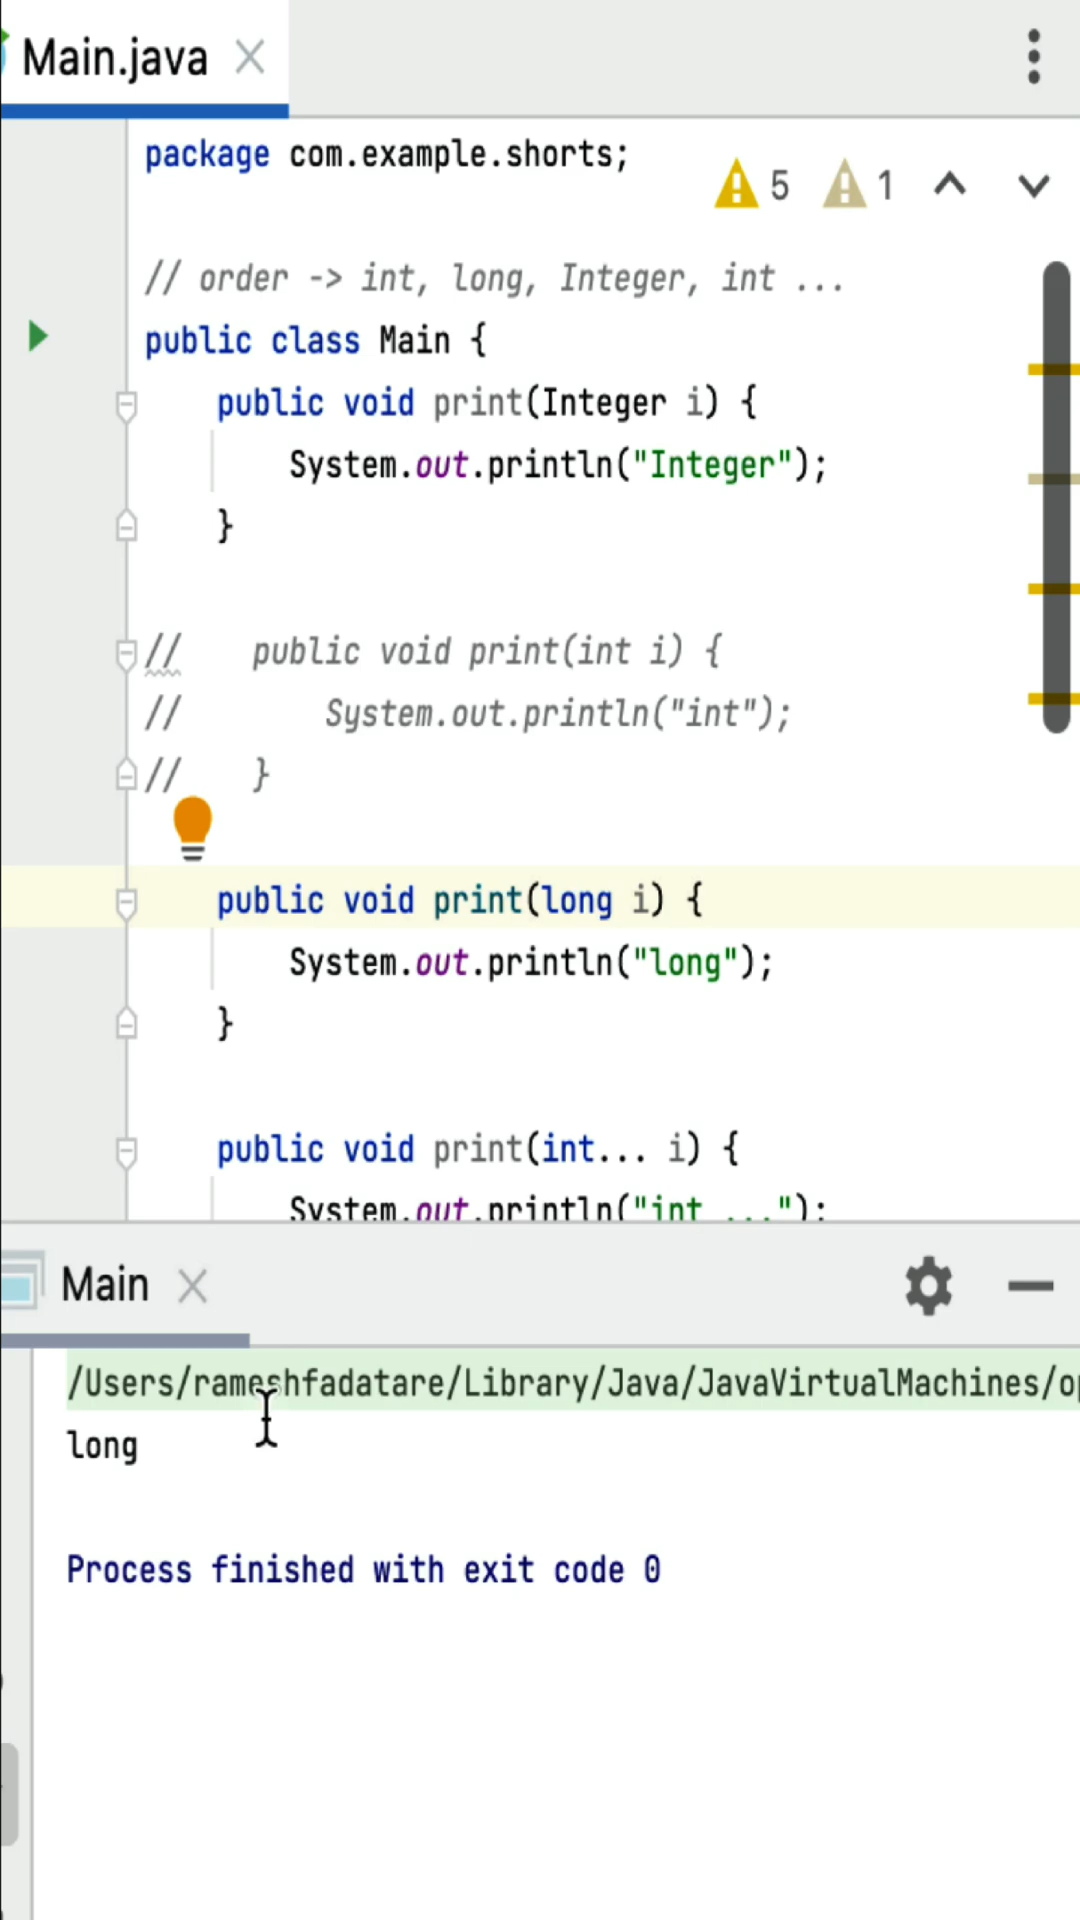 Main.java
package com.example.shorts;
5 1
// order -> int, long, Integer, int ...
public class Main {
public void print(Integer i) {
System.out.println("Integer");
}
// public void print(int i) {
// System.out.println("int");
// }
public void print(long i) {
System.out.println("long");
}
public void print(int... i) {
System.out.println("int ...");
Main
/Users/rameshfadatare/Library/Java/JavaVirtualMachines/op
long
Process finished with exit code 0